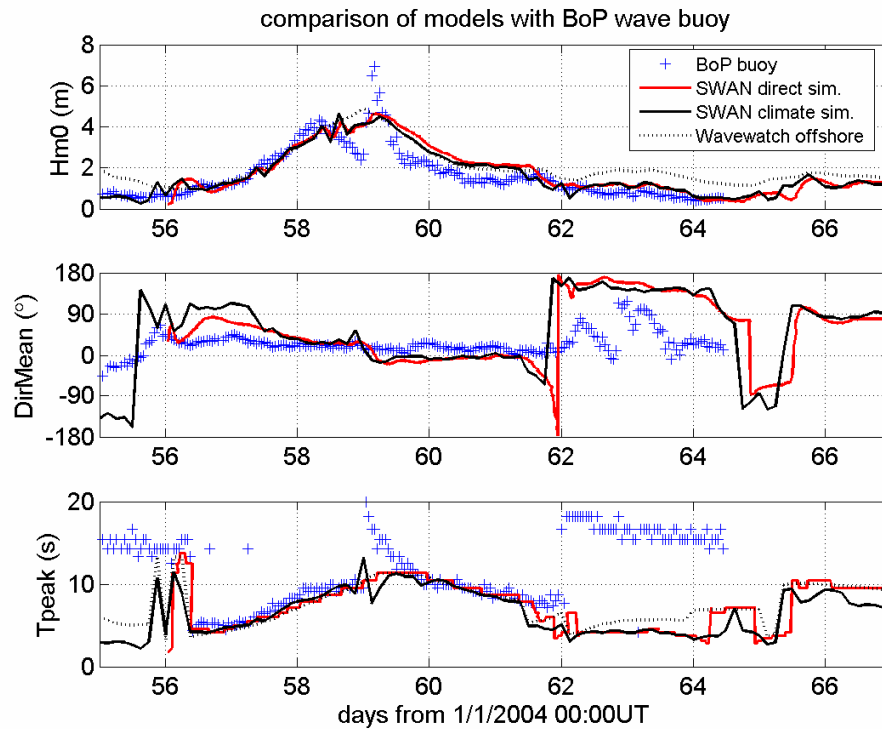 comparison of models with BoP wave buoy
Hm0 (m)
8
6
4
2
0
BoP buoy
SWAN direct sim.
SWAN climate sim.
Wavewatch offshore
56 58 60 62 64 66
DirMean (°)
180
90
0
-90
-180
56 58 60 62 64 66
Tpeak (s)
20
10
0
56 58 60 62 64 66
days from 1/1/2004 00:00UT